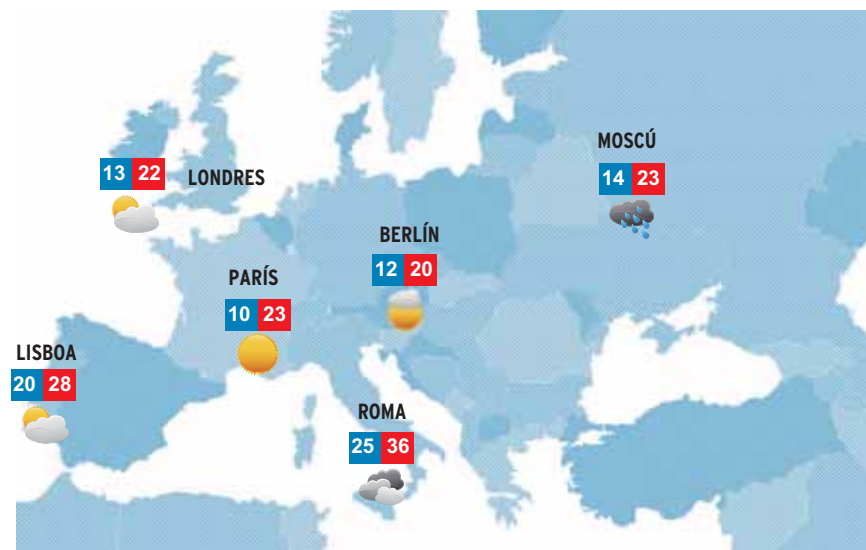 MOSCÚ
14 23
13 22
LONDRES
BERLÍN
12 20
PARÍS
10 23
LISBOA
20 28
ROMA
25 36